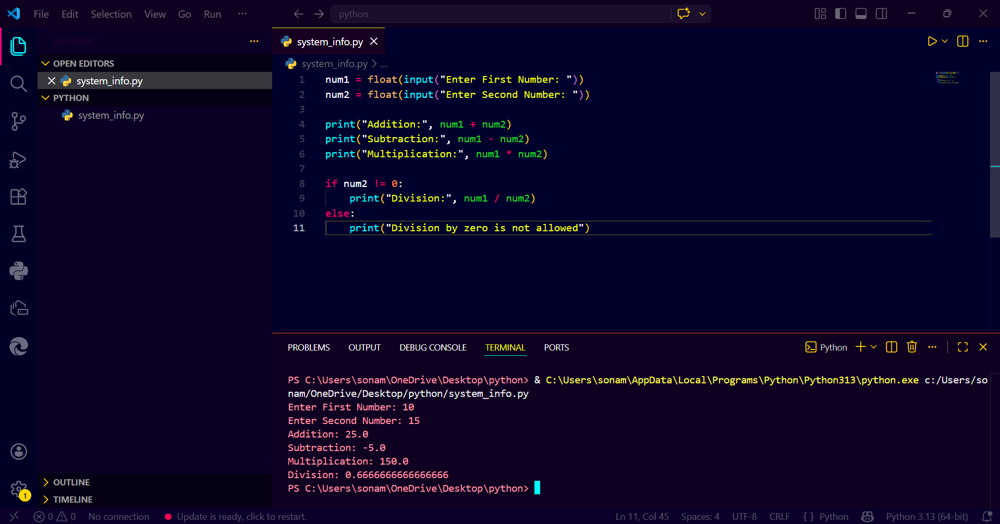 File Edit Selection View Go Run ...
python
EXPLORER
OPEN EDITORS
system_info.py
PYTHON
system_info.py
OUTLINE
TIMELINE
1
system_info.py
system_info.py > ...
1 num1 = float(input("Enter First Number: "))
2 num2 = float(input("Enter Second Number: "))
3
4 print("Addition:", num1 + num2)
5 print("Subtraction:", num1 - num2)
6 print("Multiplication:", num1 * num2)
7
8 if num2 != 0:
9     print("Division:", num1 / num2)
10 else:
11     print("Division by zero is not allowed")
PROBLEMS OUTPUT DEBUG CONSOLE TERMINAL PORTS
Python
PS C:\Users\sonam\OneDrive\Desktop\python> & C:\Users\sonam\AppData\Local\Programs\Python\Python313\python.exe c:/Users/so
nam/OneDrive/Desktop/python/system_info.py
Enter First Number: 10
Enter Second Number: 15
Addition: 25.0
Subtraction: -5.0
Multiplication: 150.0
Division: 0.6666666666666666
PS C:\Users\sonam\OneDrive\Desktop\python>
0 0 No connection Update is ready, click to restart. Ln 11, Col 45 Spaces: 4 UTF-8 CRLF { } Python Python 3.13 (64-bit)